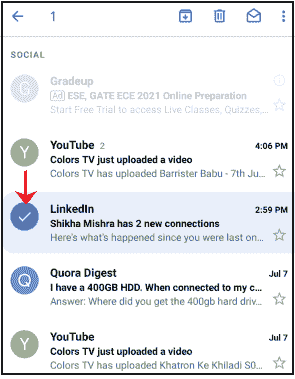 1
SOCIAL
G
Gradeup
Ad ESE, GATE ECE 2021 Online Preparation
Start Free Trial to access Live Classes, Quizzes,...
Y
YouTube 2 4:06 PM
Colors TV just uploaded a video
Colors TV has uploaded Barrister Babu - 7th Ju...
LinkedIn 2:59 PM
Shikha Mishra has 2 new connections
Here's what's happened since you were last on...
Q
Quora Digest Jul 7
I have a 400GB HDD. When connected to my c...
Answer: Where did you get the 400gb hard driv...
Y
YouTube Jul 7
Colors TV just uploaded a video
Colors TV has uploaded Khatron Ke Khiladi S0...